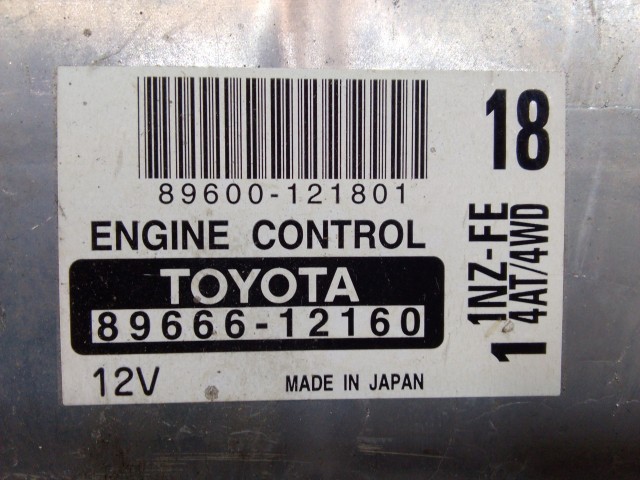 89600-121801
ENGINE CONTROL
TOYOTA
89666-12160
12V MADE IN JAPAN
18
1NZ-FE
4AT/4WD
1